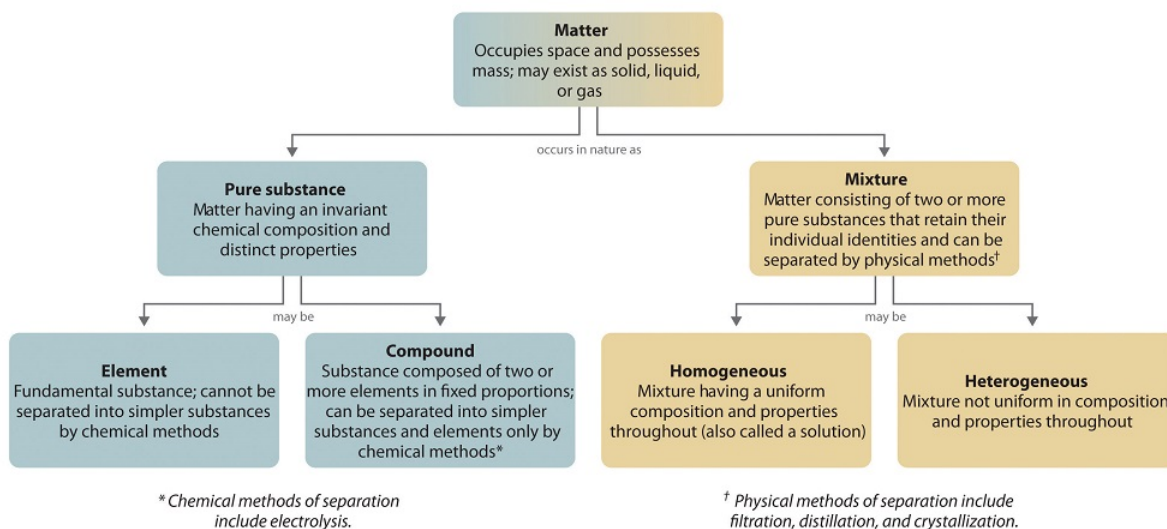 Matter
Occupies space and possesses
mass; may exist as solid, liquid,
or gas
occurs in nature as
Pure substance
Matter having an invariant
chemical composition and
distinct properties
Mixture
Matter consisting of two or more
pure substances that retain their
individual identities and can be
separated by physical methods†
may be
may be
Element
Fundamental substance; cannot be
separated into simpler substances
by chemical methods
Compound
Substance composed of two or
more elements in fixed proportions;
can be separated into simpler
substances and elements only by
chemical methods*
Homogeneous
Mixture having a uniform
composition and properties
throughout (also called a solution)
Heterogeneous
Mixture not uniform in composition
and properties throughout
* Chemical methods of separation
include electrolysis.
† Physical methods of separation include
filtration, distillation, and crystallization.